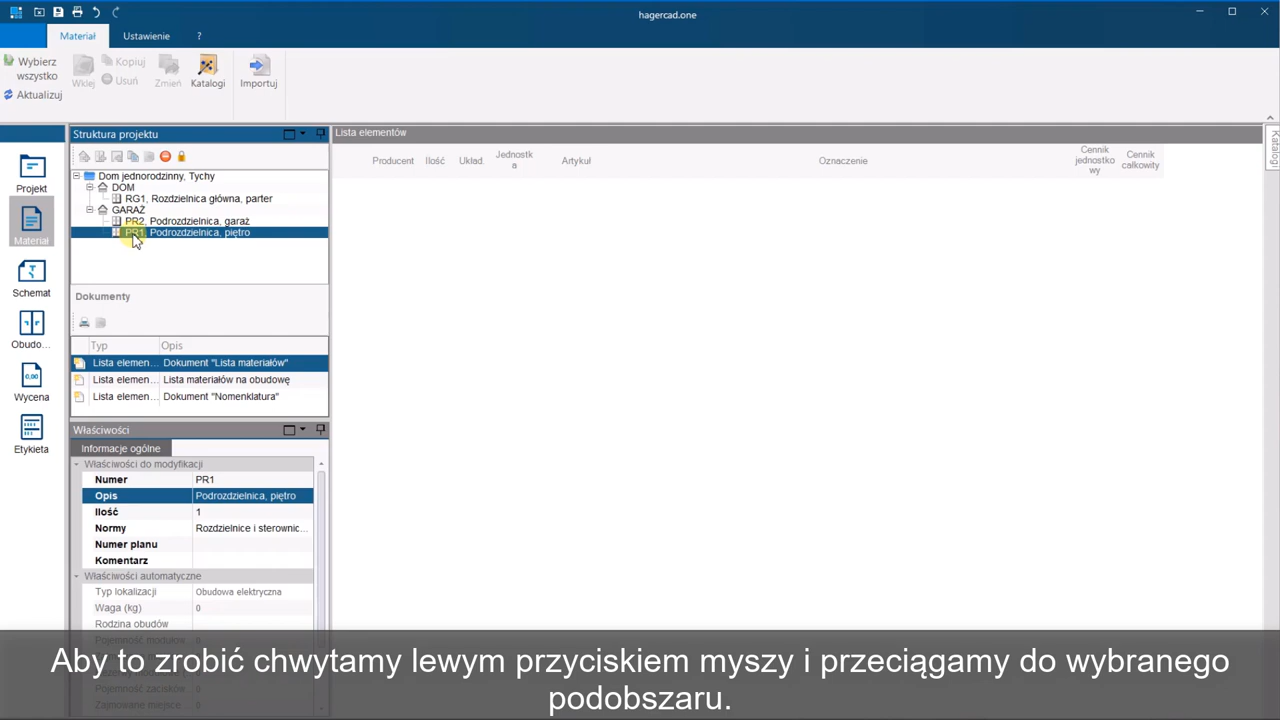 hagercad.one
Materiał
Ustawienie
?
Wybierz wszystko
Aktualizuj
Wklej
Kopiuj
Usuń
Zmień
Katalogi
Importuj
Struktura projektu
Dom jednorodzinny, Tychy
DOM
RG1, Rozdzielnica główna, parter
GARAŻ
PR2, Podrozdzielnica, garaż
PR1, Podrozdzielnica, piętro
Dokumenty
Typ Opis
Lista elemen... Dokument "Lista materiałów"
Lista elemen... Lista materiałów na obudowę
Lista elemen... Dokument "Nomenklatura"
Właściwości
Informacje ogólne
Właściwości do modyfikacji
Numer PR1
Opis Podrozdzielnica, piętro
Ilość 1
Normy Rozdzielnice i sterownic...
Numer planu
Komentarz
Właściwości automatyczne
Typ lokalizacji Obudowa elektryczna
Waga (kg) 0
Rodzina obudów
Projekt
Materiał
Schemat
Obudo...
Wycena
Etykieta
Lista elementów
Producent
Ilość
Układ.
Jednostk
a
Artykuł
Oznaczenie
Cennik
jednostko
wy
Cennik
całkowity
Katalogi
Aby to zrobić chwytamy lewym przyciskiem myszy i przeciągamy do wybranego
podobszaru.